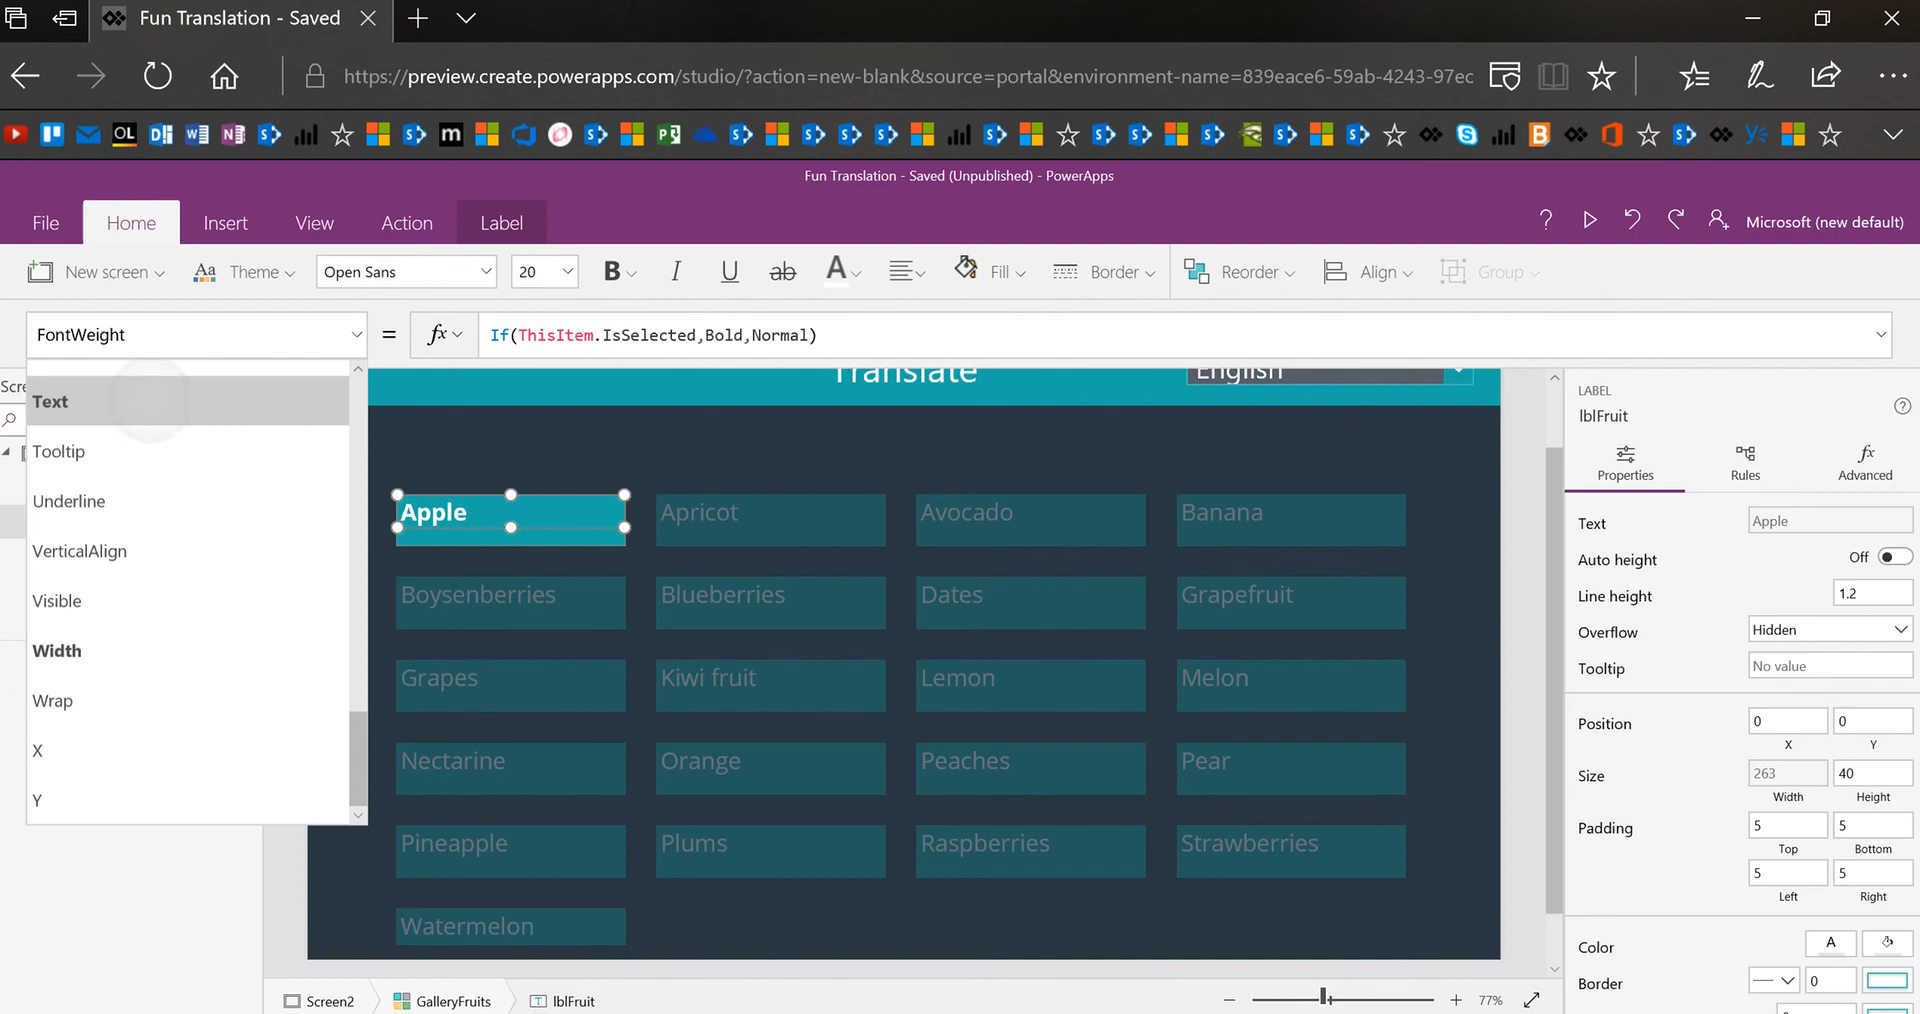 Fun Translation - Saved
https://preview.create.powerapps.com/studio/?action=new-blank&source=portal&environment-name=839eace6-59ab-4243-97ec
Fun Translation - Saved (Unpublished) - PowerApps
File Home Insert View Action Label
? Microsoft (new default)
New screen Theme Open Sans 20 B I U ab A Fill Border Reorder Align Group
FontWeight = fx If(ThisItem.IsSelected,Bold,Normal)
Scre
Text
Tooltip
Underline
VerticalAlign
Visible
Width
Wrap
X
Y
Translate English
Apple Apricot Avocado Banana
Boysenberries Blueberries Dates Grapefruit
Grapes Kiwi fruit Lemon Melon
Nectarine Orange Peaches Pear
Pineapple Plums Raspberries Strawberries
Watermelon
LABEL
lblFruit
Properties Rules Advanced
Text Apple
Auto height Off
Line height 1.2
Overflow Hidden
Tooltip No value
Position 0 0
X Y
Size 263 40
Width Height
Padding 5 5
Top Bottom
5 5
Left Right
Color A
Border 0
Screen2 GalleryFruits lblFruit
77%